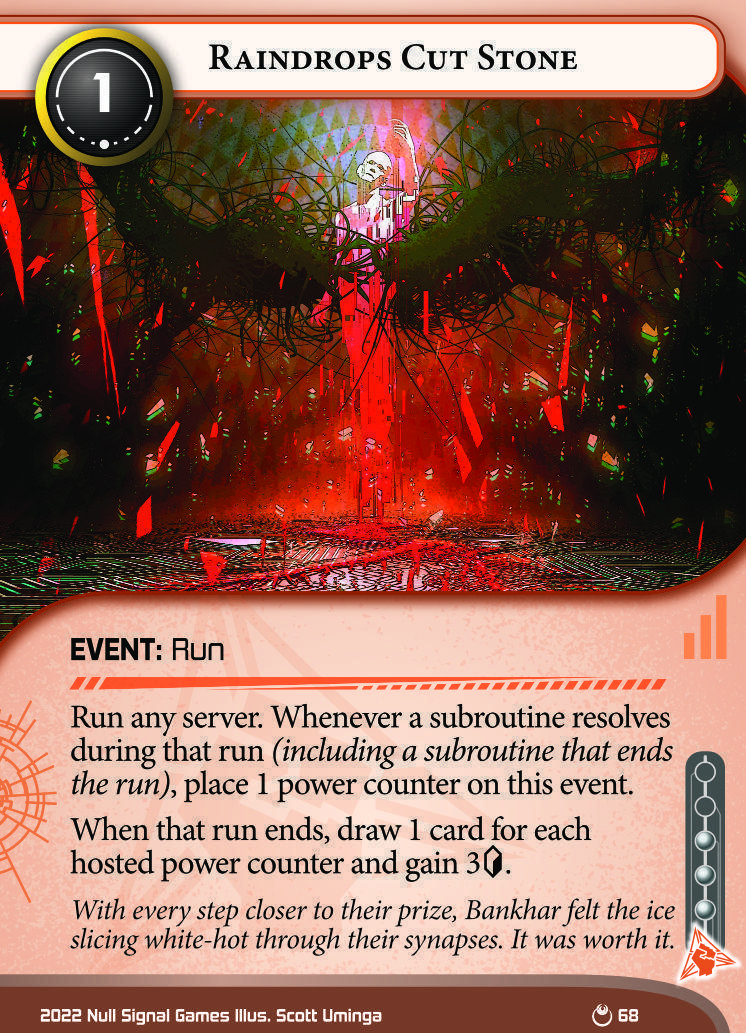 1
Raindrops Cut Stone
EVENT: Run
Run any server. Whenever a subroutine resolves
during that run (including a subroutine that ends
the run), place 1 power counter on this event.
When that run ends, draw 1 card for each
hosted power counter and gain 3.
With every step closer to their prize, Bankhar felt the ice
slicing white-hot through their synapses. It was worth it.
2022 Null Signal Games Illus. Scott Uminga
68